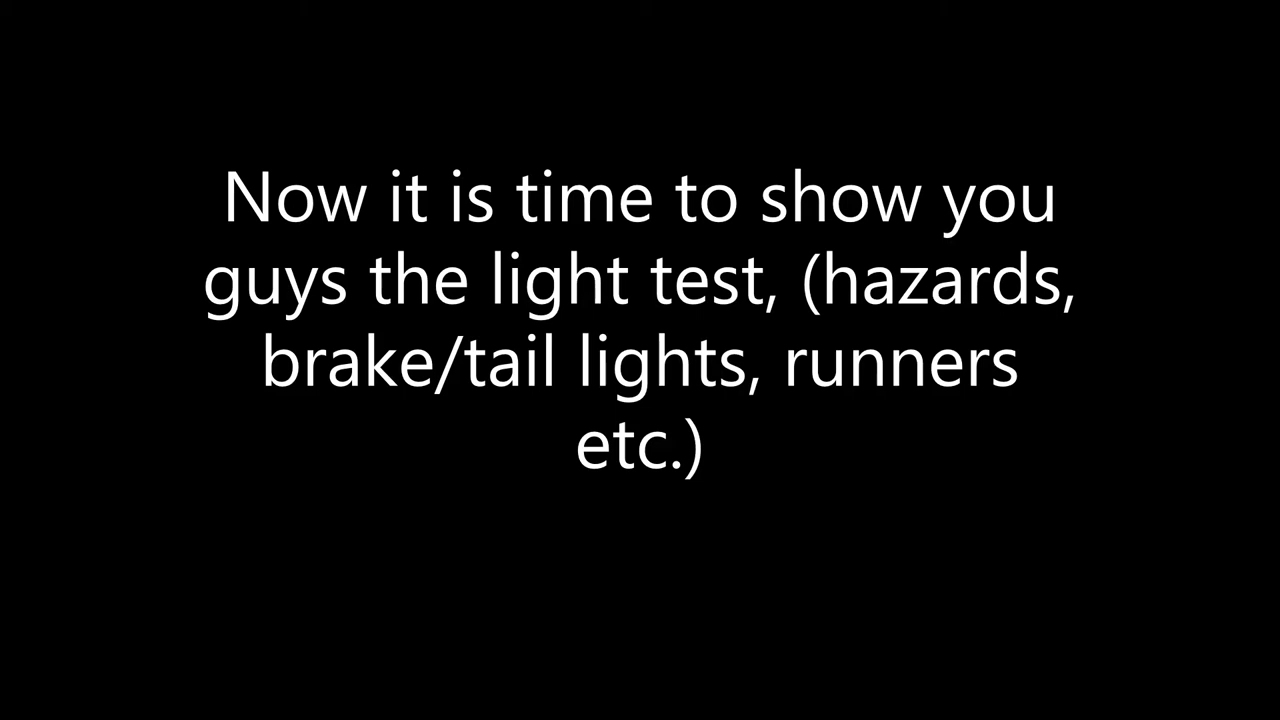 Now it is time to show you
guys the light test, (hazards,
brake/tail lights, runners
etc.)